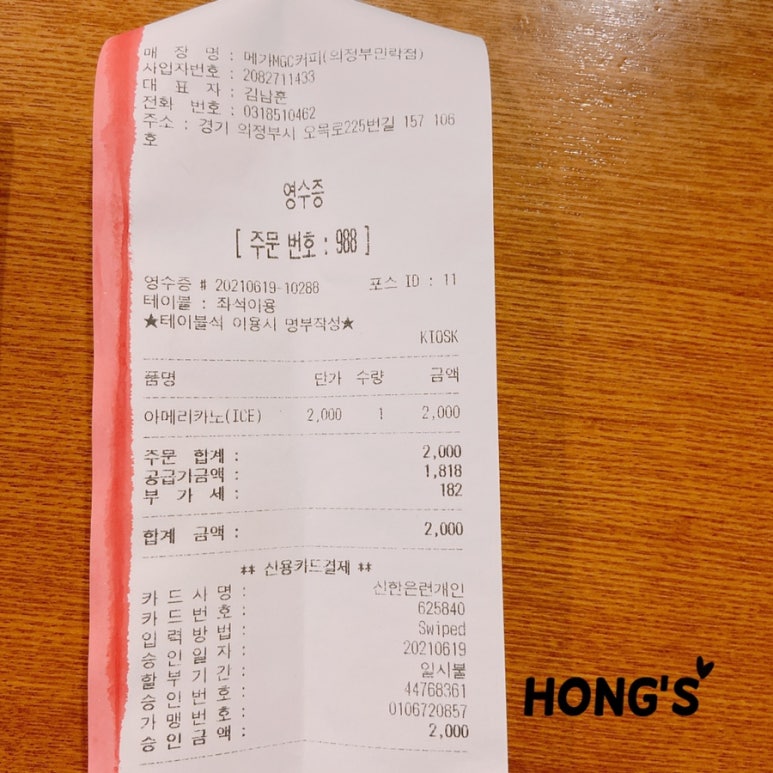 매 장 명 : 메가MGC커피(의정부민락점)
사업자번호 : 2082711433
대 표 자 : 김남훈
전화 번호 : 0318510462
주소 : 경기 의정부시 오목로225번길 157 106
호
영수증
[ 주문 번호 : 988 ]
영수증 # 20210619-10288 포스 ID : 11
테이블 : 좌석이용
★테이블식 이용시 명부작성★
KIOSK
품명 단가 수량 금액
아메리카노(ICE) 2,000 1 2,000
주문 합계 : 2,000
공급가금액 : 1,818
부 가 세 : 182
합계 금액 : 2,000
** 신용카드결제 **
카 드 사 명 : 신한은련개인
카 드 번 호 : 625840
입 력 방 법 : Swiped
승 인 일 자 : 20210619
할 부 기 간 : 일시불
승 인 번 호 : 44768361
가 맹 번 호 : 0106720857
승 인 금 액 : 2,000
HONG'S